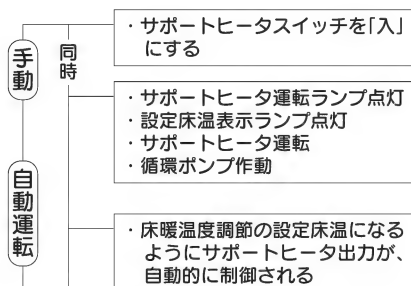 手動
同時
・サポートヒータスイッチを「入」
にする
・サポートヒータ運転ランプ点灯
・設定床温表示ランプ点灯
・サポートヒータ運転
・循環ポンプ作動
自動運転
・床暖温度調節の設定床温になる
ようにサポートヒータ出力が、
自動的に制御される